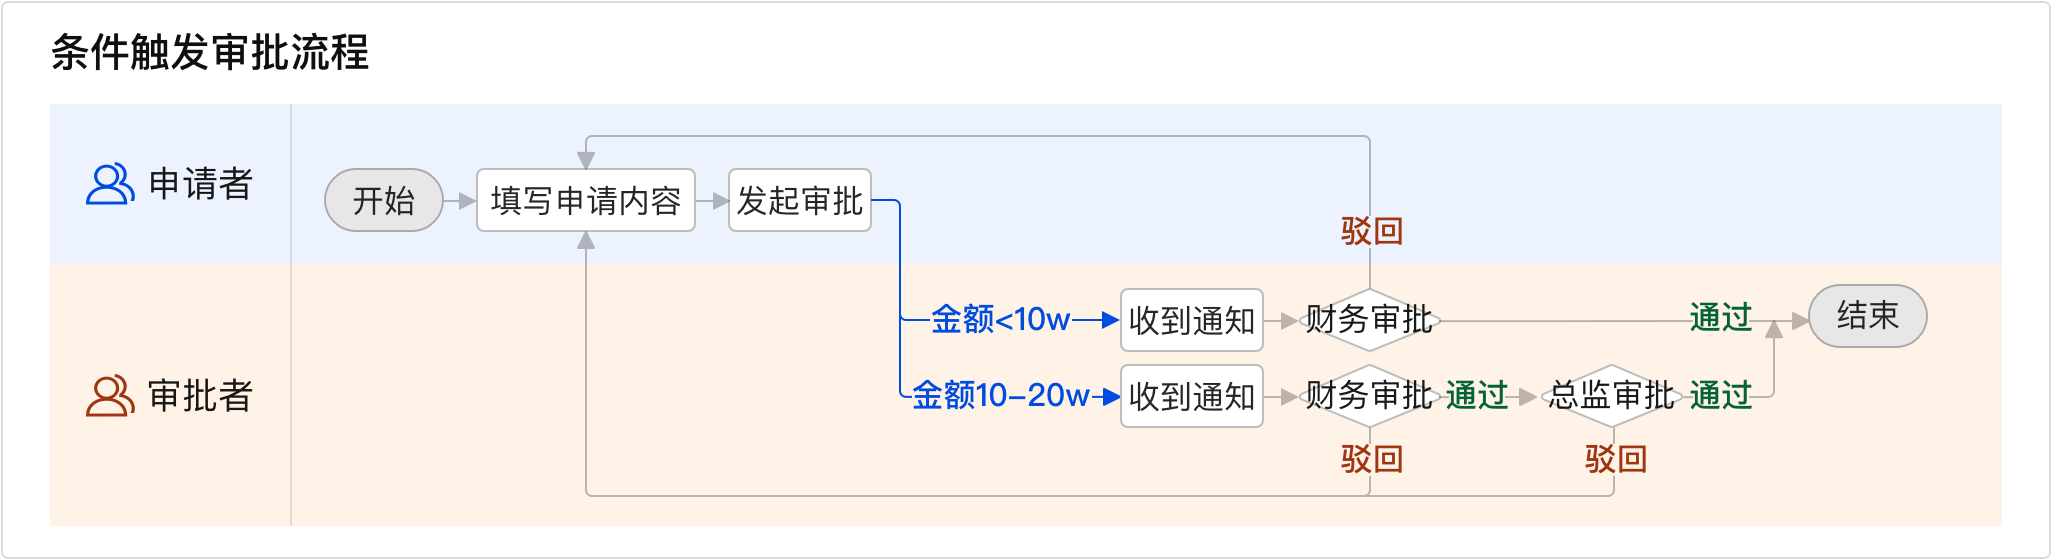 条件触发审批流程
申请者
开始
填写申请内容
发起审批
驳回
审批者
金额<10w
收到通知
财务审批
通过
结束
金额10-20w
收到通知
财务审批
通过
总监审批
通过
驳回
驳回